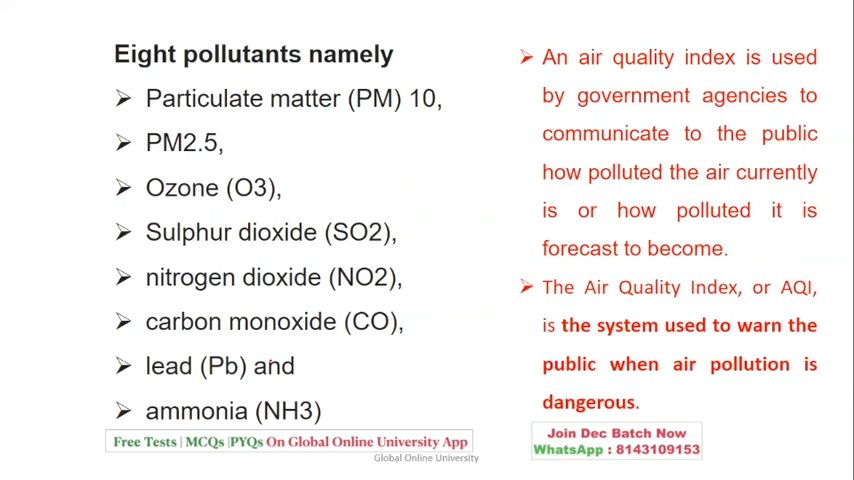 Eight pollutants namely
➢ Particulate matter (PM) 10,
➢ PM2.5,
➢ Ozone (O3),
➢ Sulphur dioxide (SO2),
➢ nitrogen dioxide (NO2),
➢ carbon monoxide (CO),
➢ lead (Pb) and
➢ ammonia (NH3)
Free Tests | MCQs |PYQs On Global Online University App
Global Online University
➢ An air quality index is used
by government agencies to
communicate to the public
how polluted the air currently
is or how polluted it is
forecast to become.
➢ The Air Quality Index, or AQI,
is the system used to warn the
public when air pollution is
dangerous.
Join Dec Batch Now
WhatsApp : 8143109153